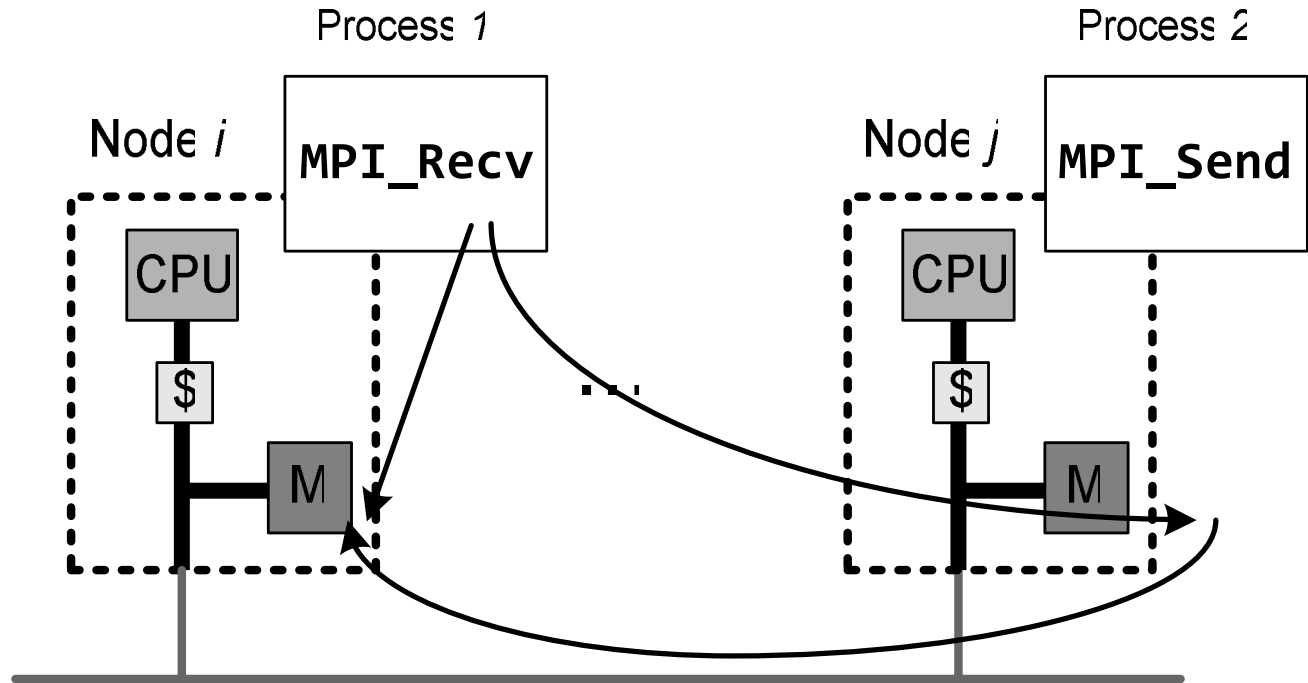 Process 1
Process 2
Node i
MPI_Recv
Node j
MPI_Send
CPU
CPU
$
...
$
M
M